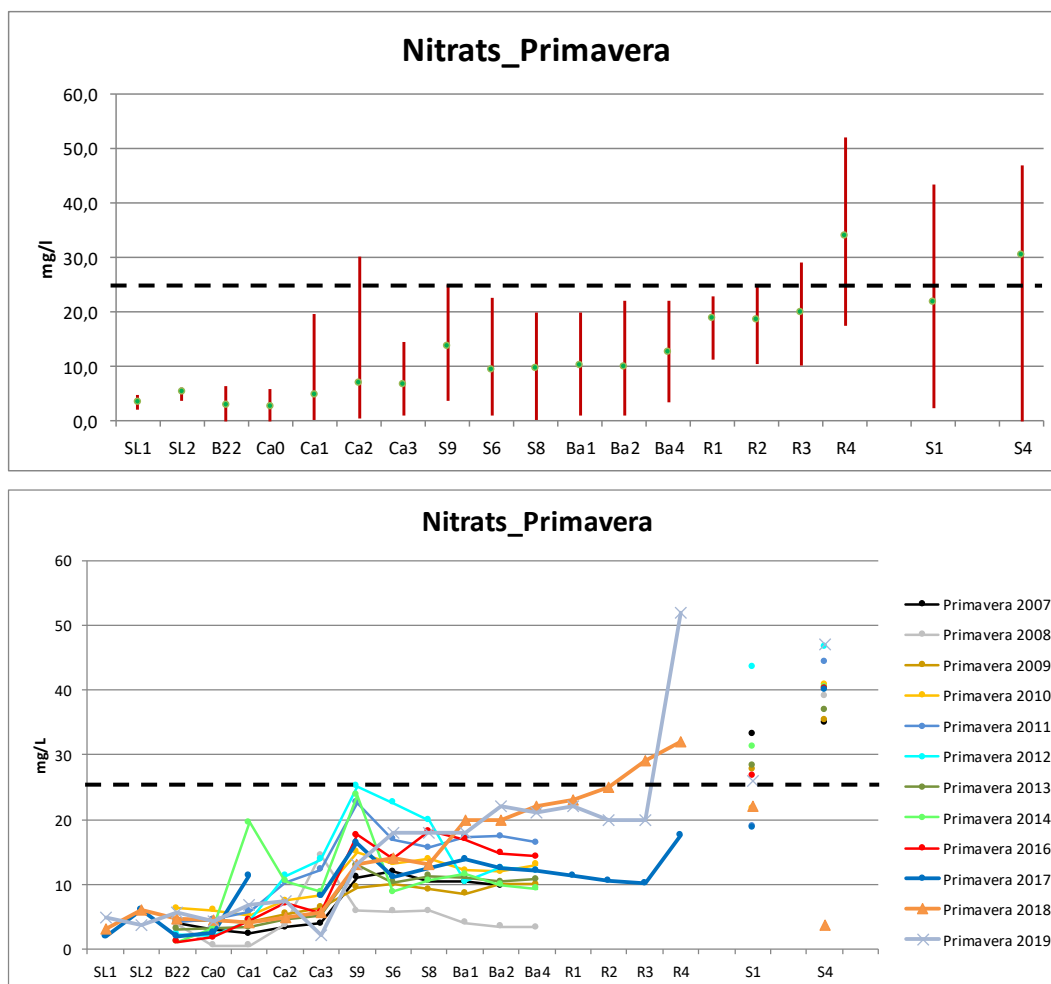 Nitrats_Primavera
60,0
50,0
40,0
30,0
20,0
10,0
0,0
mg/l
SL1 SL2 B22 Ca0 Ca1 Ca2 Ca3 S9 S6 S8 Ba1 Ba2 Ba4 R1 R2 R3 R4 S1 S4
Nitrats_Primavera
60
50
40
30
20
10
0
mg/L
SL1 SL2 B22 Ca0 Ca1 Ca2 Ca3 S9 S6 S8 Ba1 Ba2 Ba4 R1 R2 R3 R4 S1 S4
Primavera 2007
Primavera 2008
Primavera 2009
Primavera 2010
Primavera 2011
Primavera 2012
Primavera 2013
Primavera 2014
Primavera 2016
Primavera 2017
Primavera 2018
Primavera 2019